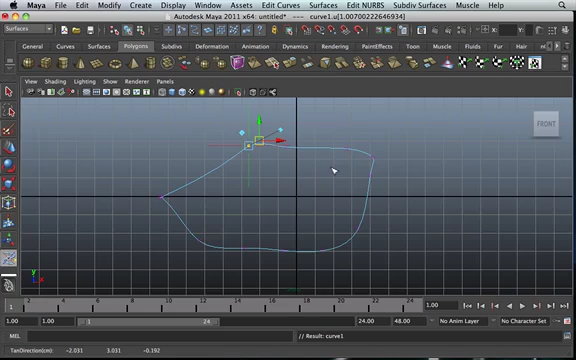 Maya File Edit Modify Create Display Window Assets Edit Curves Surfaces Edit NURBS Subdiv Curves Muscle Help
Autodesk Maya 2011 x64: untitled* --- curve1.u[1.00070222646934]
Surfaces X: Y:
General Curves Surfaces Polygons Subdivs Deformation Animation Dynamics Rendering PaintEffects Toon Muscle Fluids Fur Hair
View Shading Lighting Show Renderer Panels
FRONT
y
2 4 6 8 10 12 14 16 18 20 22 24 1.00
1.00 1.00 1 24 24.00 48.00 No Anim Layer No Character Set
MEL // Result: curve1
TanDirection(cm): -2.031 3.031 -0.192